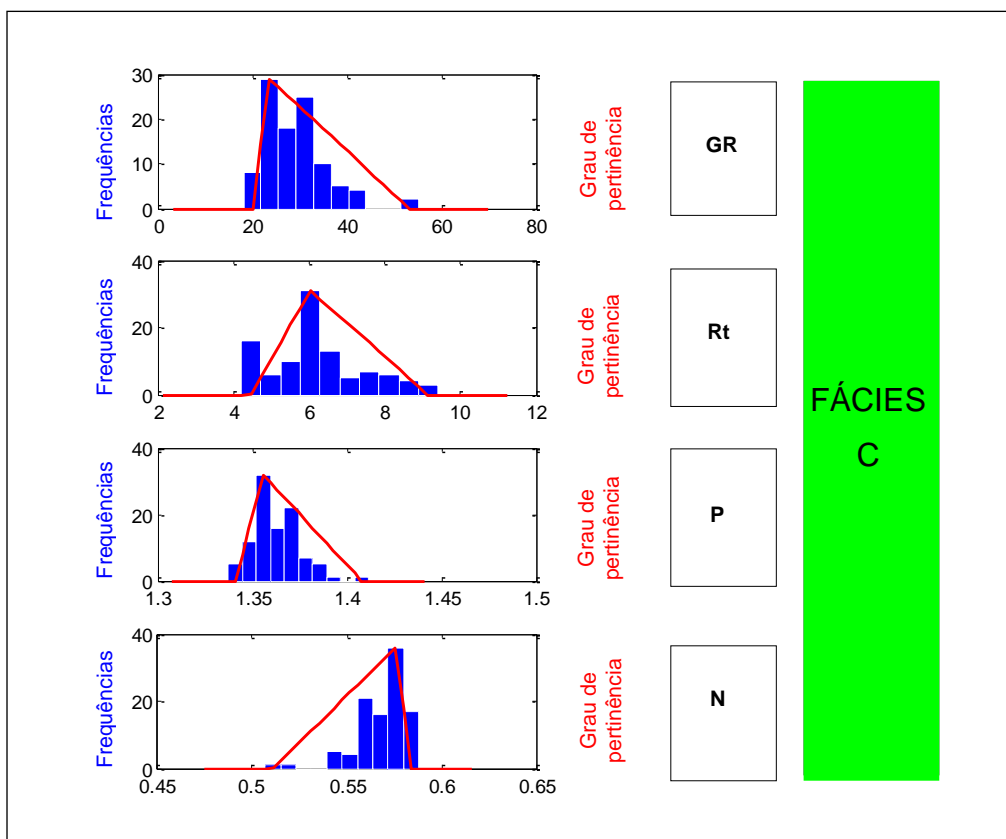 30
20
10
0
0
20
40
60
80
Frequências
Grau de
pertinência
GR
40
20
0
2
4
6
8
10
12
Frequências
Grau de
pertinência
Rt
40
20
0
1.3
1.35
1.4
1.45
1.5
Frequências
Grau de
pertinência
P
40
20
0
0.45
0.5
0.55
0.6
0.65
Frequências
Grau de
pertinência
N
FÁCIES
C